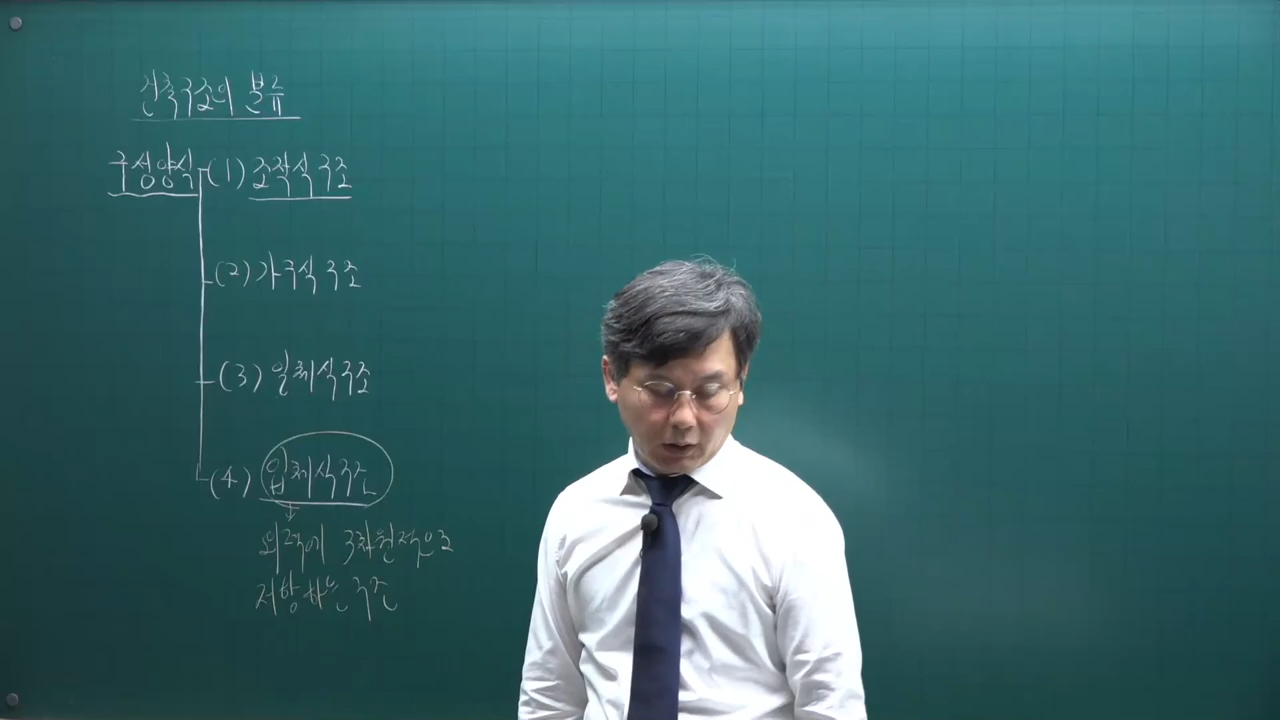 건축구조의 분류
구성양식 (1) 조적식 구조
(2) 가구식 구조
(3) 일체식 구조
(4) 입체식 구조
외력에 3차원적으로
저항하는 구조